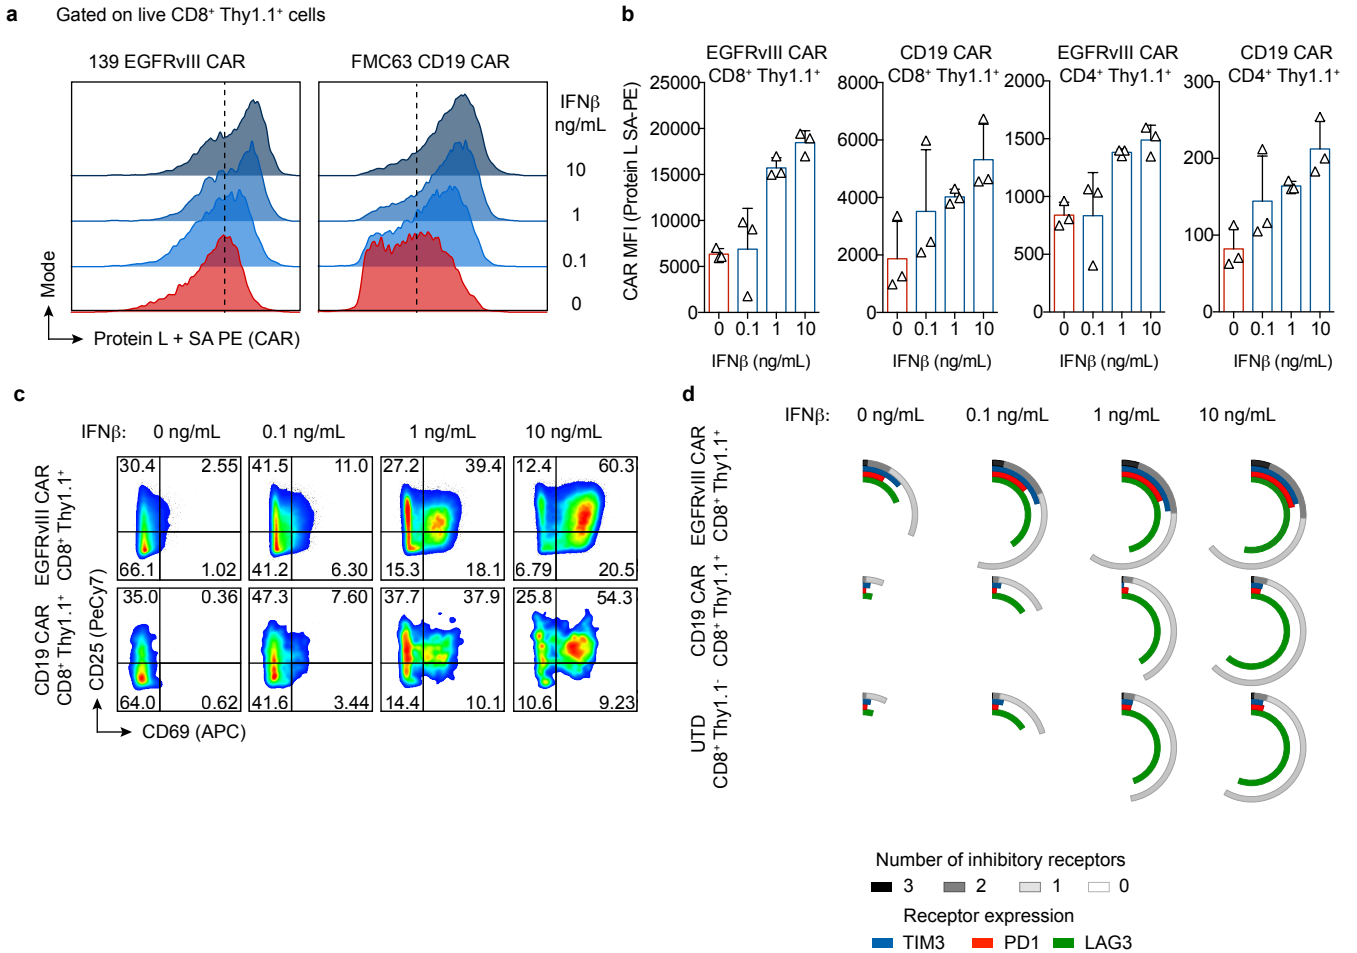 a
Gated on live CD8⁺ Thy1.1⁺ cells
139 EGFRvIII CAR
FMC63 CD19 CAR
IFNβ
ng/mL
10
1
0.1
0
Mode
Protein L + SA PE (CAR)
b
EGFRvIII CAR
CD8⁺ Thy1.1⁺
CD19 CAR
CD8⁺ Thy1.1⁺
EGFRvIII CAR
CD4⁺ Thy1.1⁺
CD19 CAR
CD4⁺ Thy1.1⁺
CAR MFI (Protein L SA-PE)
25000
20000
15000
10000
5000
0
0 0.1 1 10
IFNβ (ng/mL)
8000
6000
4000
2000
0
0 0.1 1 10
IFNβ (ng/mL)
2000
1500
1000
500
0
0 0.1 1 10
IFNβ (ng/mL)
300
200
100
0
0 0.1 1 10
IFNβ (ng/mL)
c
IFNβ: 0 ng/mL 0.1 ng/mL 1 ng/mL 10 ng/mL
EGFRvIII CAR
CD8⁺ Thy1.1⁺
30.4 2.55 41.5 11.0 27.2 39.4 12.4 60.3
66.1 1.02 41.2 6.30 15.3 18.1 6.79 20.5
CD19 CAR
CD8⁺ Thy1.1⁺
35.0 0.36 47.3 7.60 37.7 37.9 25.8 54.3
64.0 0.62 41.6 3.44 14.4 10.1 10.6 9.23
CD25 (PeCy7)
CD69 (APC)
d
IFNβ: 0 ng/mL 0.1 ng/mL 1 ng/mL 10 ng/mL
EGFRvIII CAR
CD8⁺ Thy1.1⁺
CD19 CAR
CD8⁺ Thy1.1⁺
UTD
CD8⁺ Thy1.1⁻
Number of inhibitory receptors
3 2 1 0
Receptor expression
TIM3 PD1 LAG3